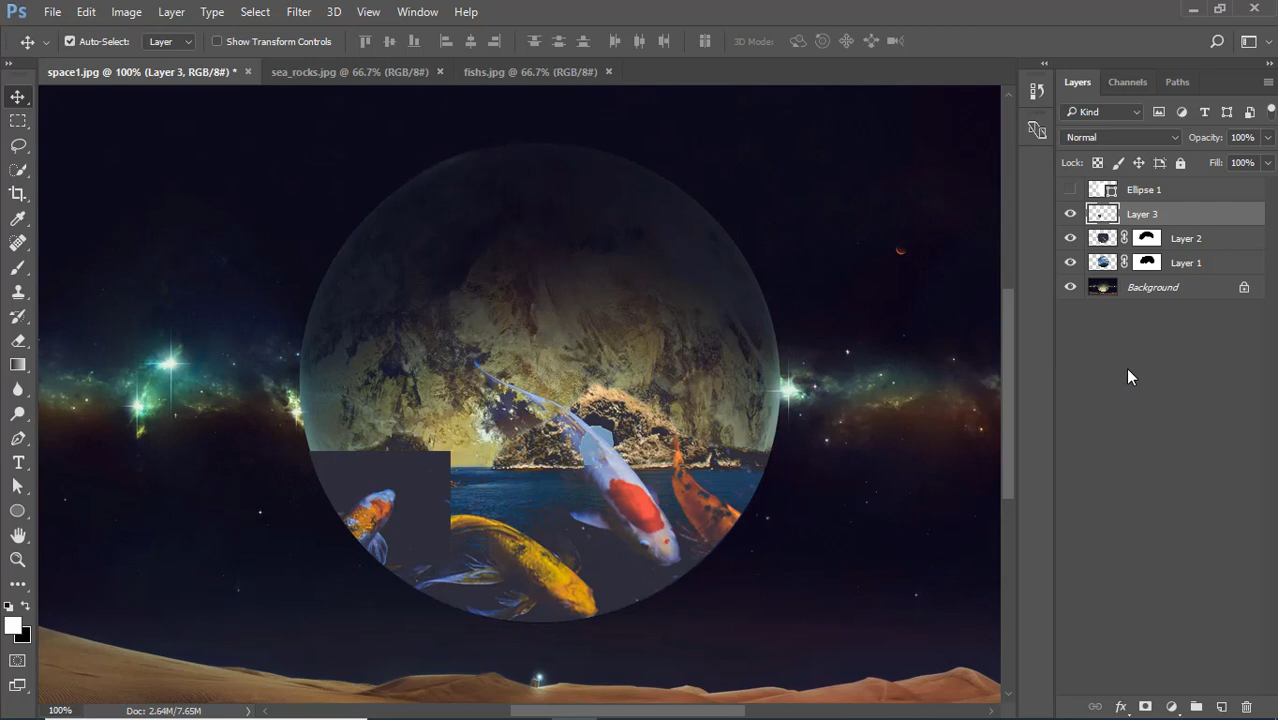 Ps File Edit Image Layer Type Select Filter 3D View Window Help
Auto-Select: Layer Show Transform Controls 3D Mode:
space1.jpg @ 100% (Layer 3, RGB/8#) * × sea_rocks.jpg @ 66.7% (RGB/8#) × fishs.jpg @ 66.7% (RGB/8#) ×
Layers Channels Paths
Kind
Normal Opacity: 100%
Lock: Fill: 100%
Ellipse 1
Layer 3
Layer 2
Layer 1
Background
T
fx
100% Doc: 2.64M/7.65M